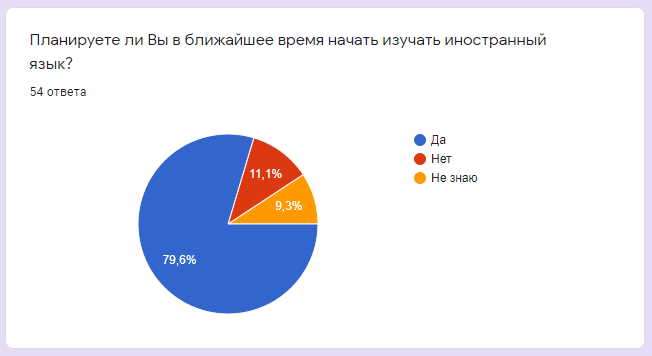 Планируете ли Вы в ближайшее время начать изучать иностранный
язык?
54 ответа
Да
Нет
Не знаю
11,1%
9,3%
79,6%